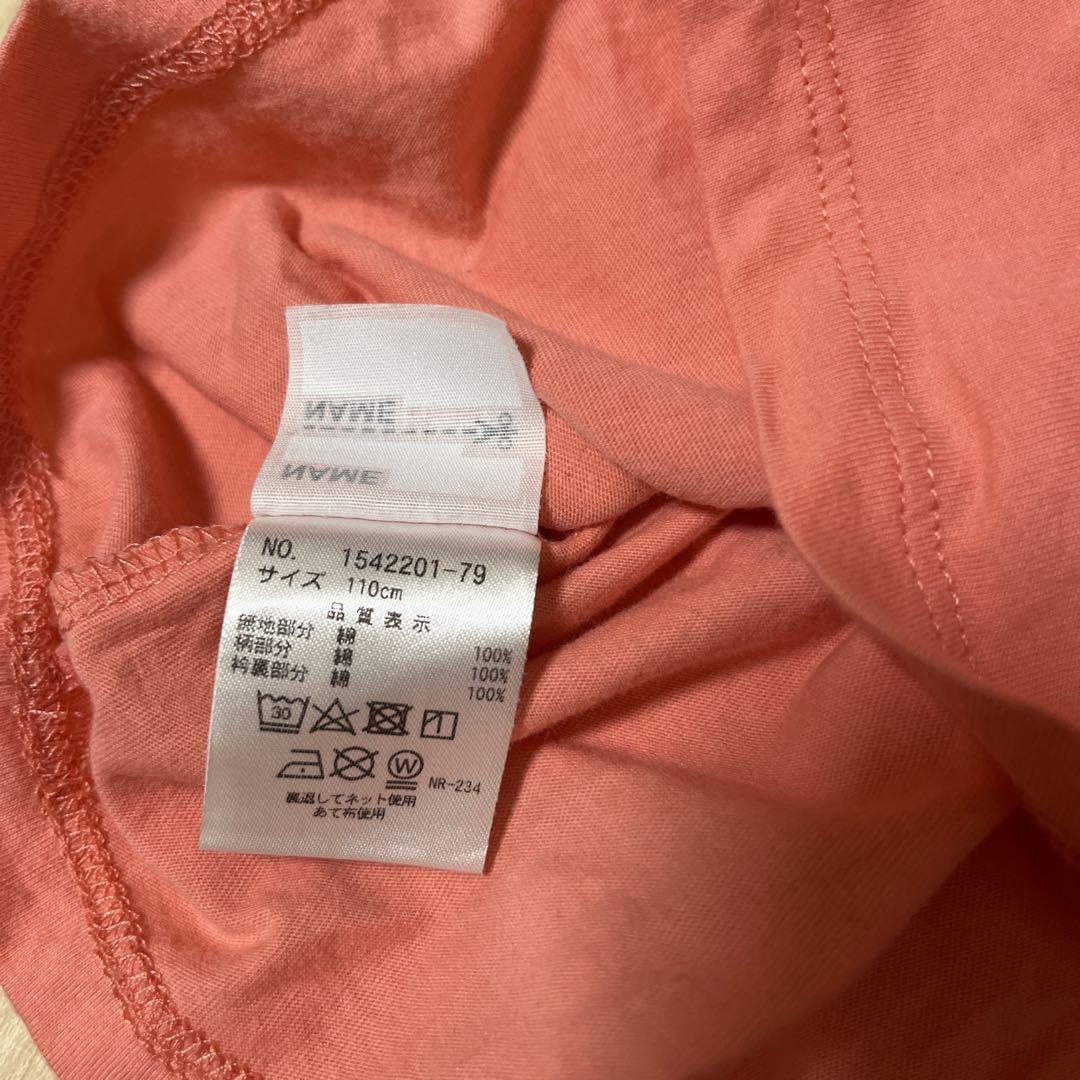 NAME
NAME
NO. 1542201-79
サイズ 110cm
品質表示
無地部分 綿 100%
柄部分 綿 100%
衿裏部分 綿 100%
30
W
NR-234
裏返してネット使用
あて布使用